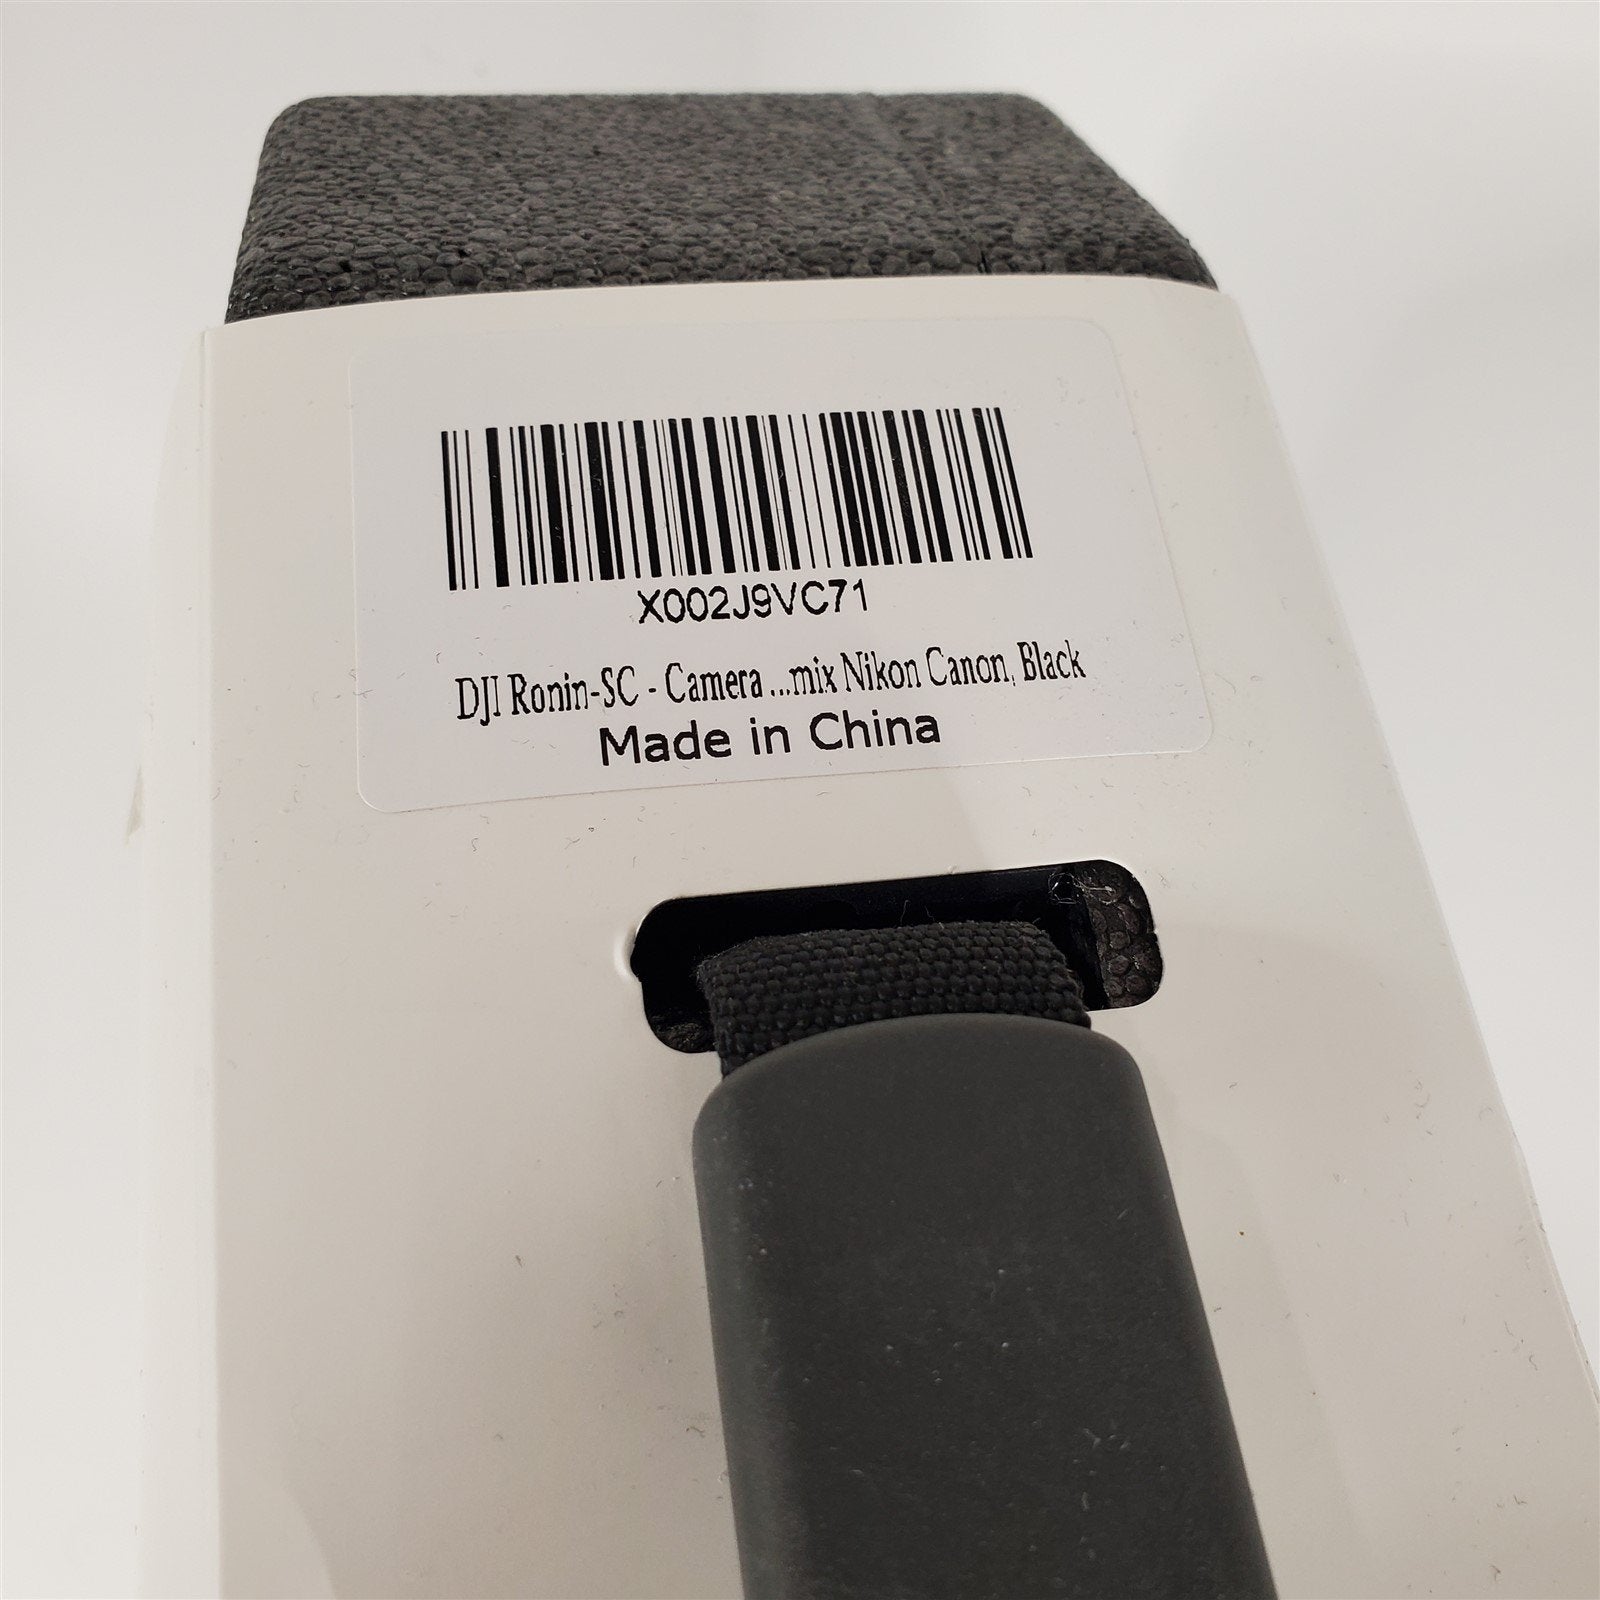 X002J9VC71
DJI Ronin-SC - Camera ...mix Nikon Canon, Black
Made in China